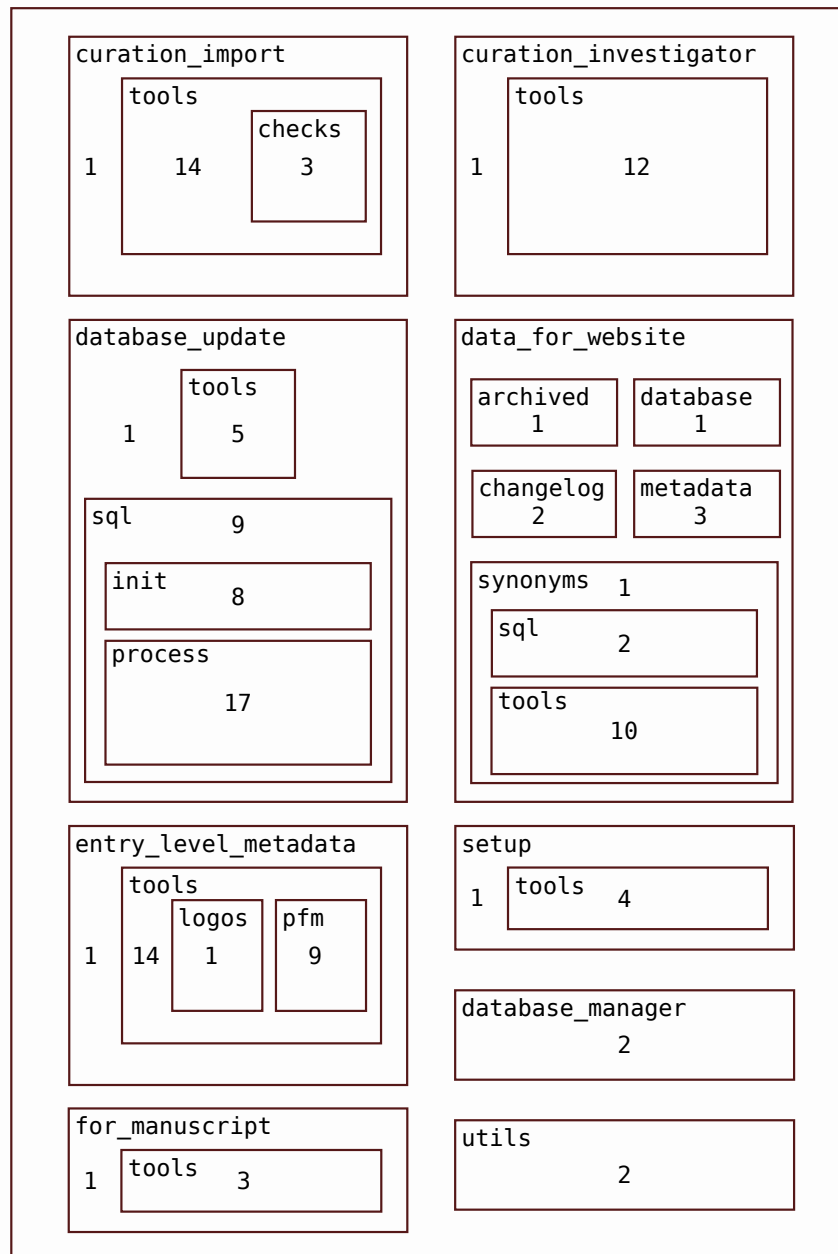 curation_import
tools
checks
1
14
3
curation_investigator
tools
1
12
database_update
tools
1
5
sql
9
init
8
process
17
data_for_website
archived
1
database
1
changelog
2
metadata
3
synonyms
1
sql
2
tools
10
entry_level_metadata
tools
logos
pfm
1
14
1
9
setup
1
tools
4
database_manager
2
for_manuscript
1
tools
3
utils
2